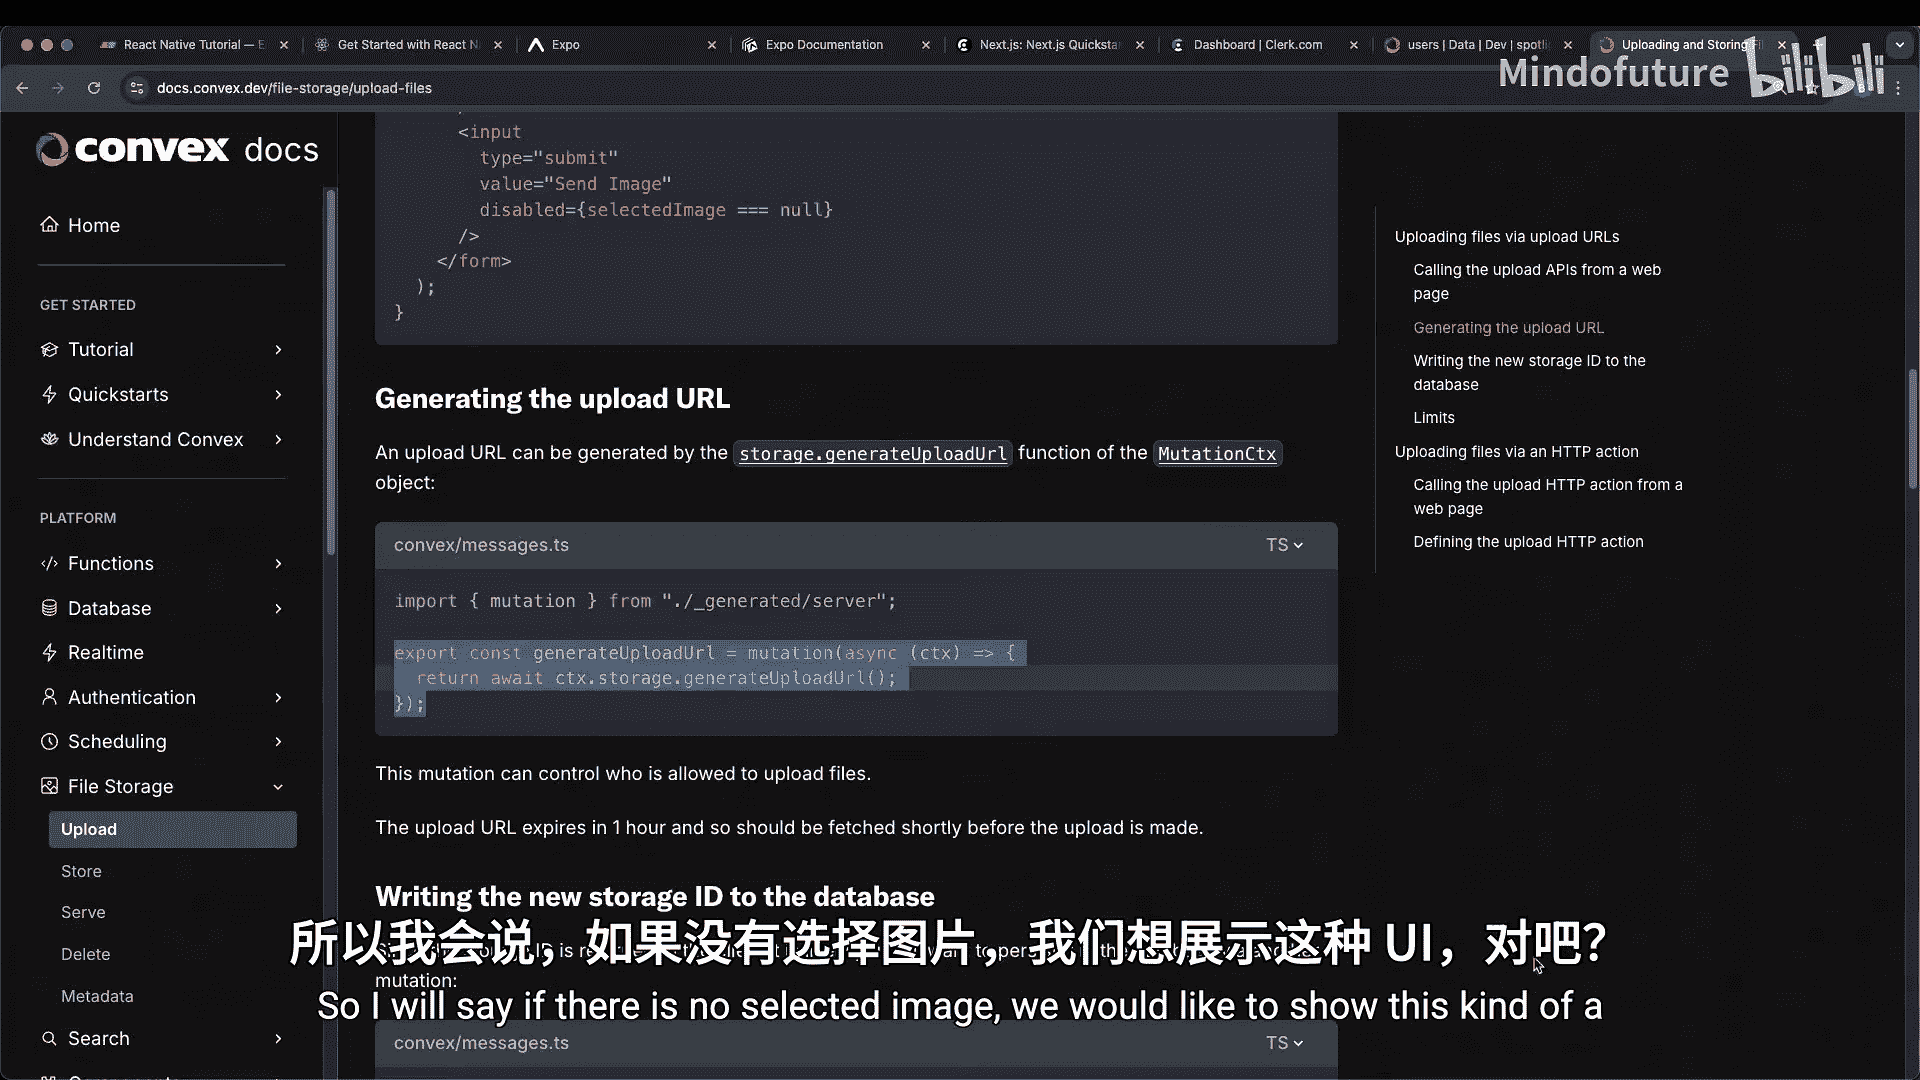 React Native Tutorial — E
Get Started with React N
Expo
Expo Documentation
Next.js: Next.js Quicksta
Dashboard | Clerk.com
users | Data | Dev | spotli
Uploading and Storing Fi
Mindofuture bilibili
docs.convex.dev/file-storage/upload-files
convex docs
Home
GET STARTED
Tutorial
Quickstarts
Understand Convex
PLATFORM
Functions
Database
Realtime
Authentication
Scheduling
File Storage
Upload
Store
Serve
Delete
Metadata
Search
<input
type="submit"
value="Send Image"
disabled={selectedImage === null}
/>
</form>
);
}
Generating the upload URL
An upload URL can be generated by the storage.generateUploadUrl function of the MutationCtx
object:
convex/messages.ts
TS
import { mutation } from "./_generated/server";
export const generateUploadUrl = mutation(async (ctx) => {
return await ctx.storage.generateUploadUrl();
});
This mutation can control who is allowed to upload files.
The upload URL expires in 1 hour and so should be fetched shortly before the upload is made.
Writing the new storage ID to the database
mutation:
convex/messages.ts
TS
Uploading files via upload URLs
Calling the upload APIs from a web
page
Generating the upload URL
Writing the new storage ID to the
database
Limits
Uploading files via an HTTP action
Calling the upload HTTP action from a
web page
Defining the upload HTTP action
所以我会说，如果没有选择图片，我们想展示这种 UI，对吧？
So I will say if there is no selected image, we would like to show this kind of a